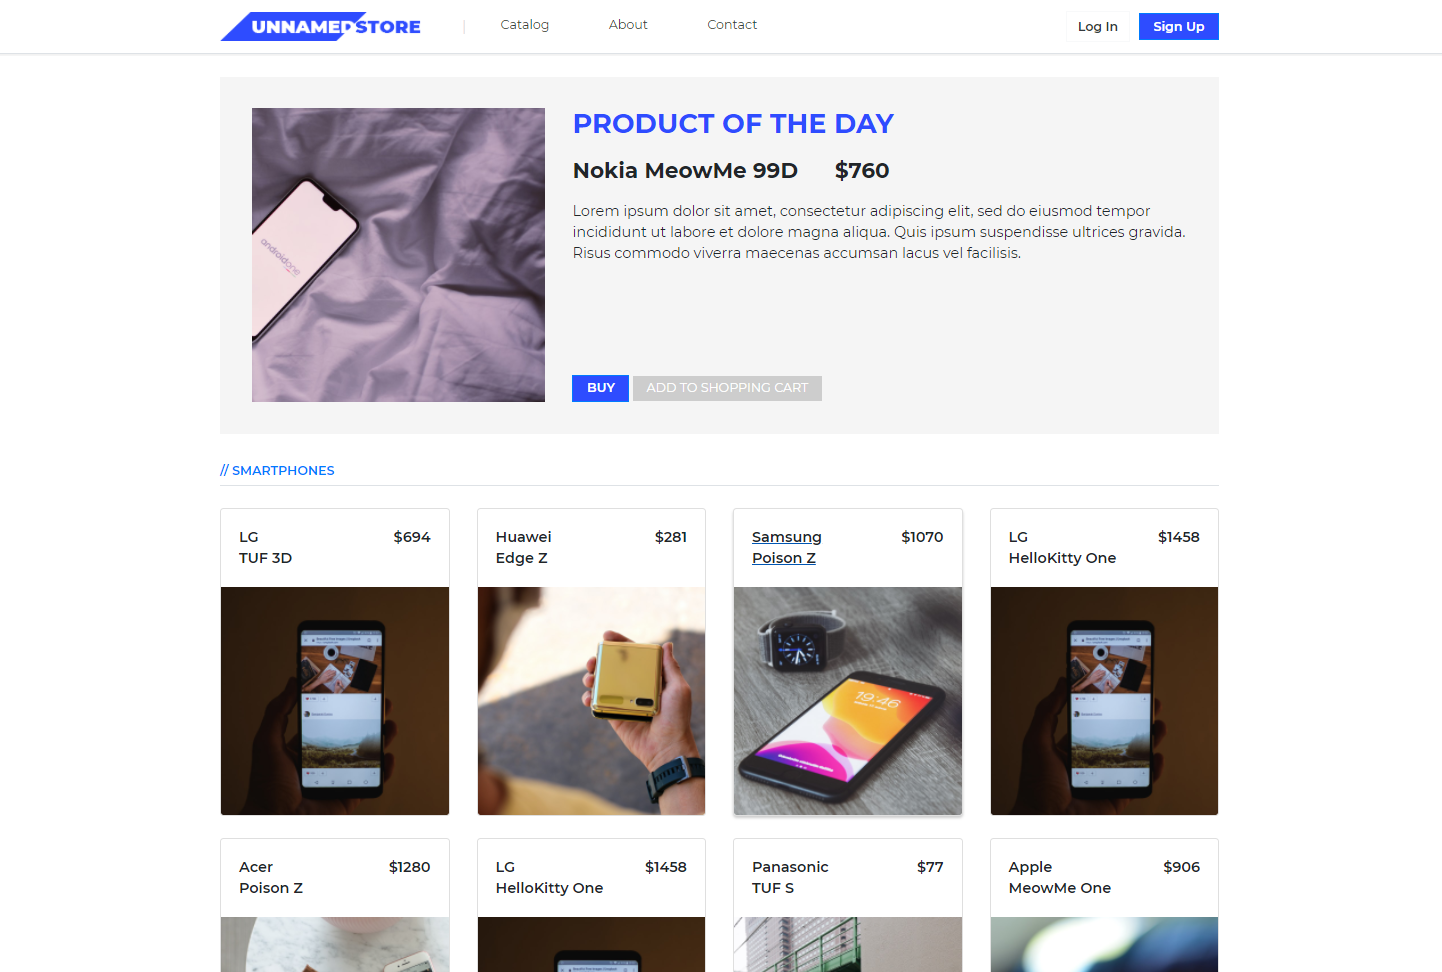 UNNAMEDSTORE
|
Catalog
About
Contact
Log In
Sign Up
PRODUCT OF THE DAY
Nokia MeowMe 99D $760
Lorem ipsum dolor sit amet, consectetur adipiscing elit, sed do eiusmod tempor
incididunt ut labore et dolore magna aliqua. Quis ipsum suspendisse ultrices gravida.
Risus commodo viverra maecenas accumsan lacus vel facilisis.
androidone
BUY
ADD TO SHOPPING CART
// SMARTPHONES
LG $694
TUF 3D
Huawei $281
Edge Z
Samsung $1070
Poison Z
19:46
LG $1458
HelloKitty One
Acer $1280
Poison Z
LG $1458
HelloKitty One
Panasonic $77
TUF S
Apple $906
MeowMe One